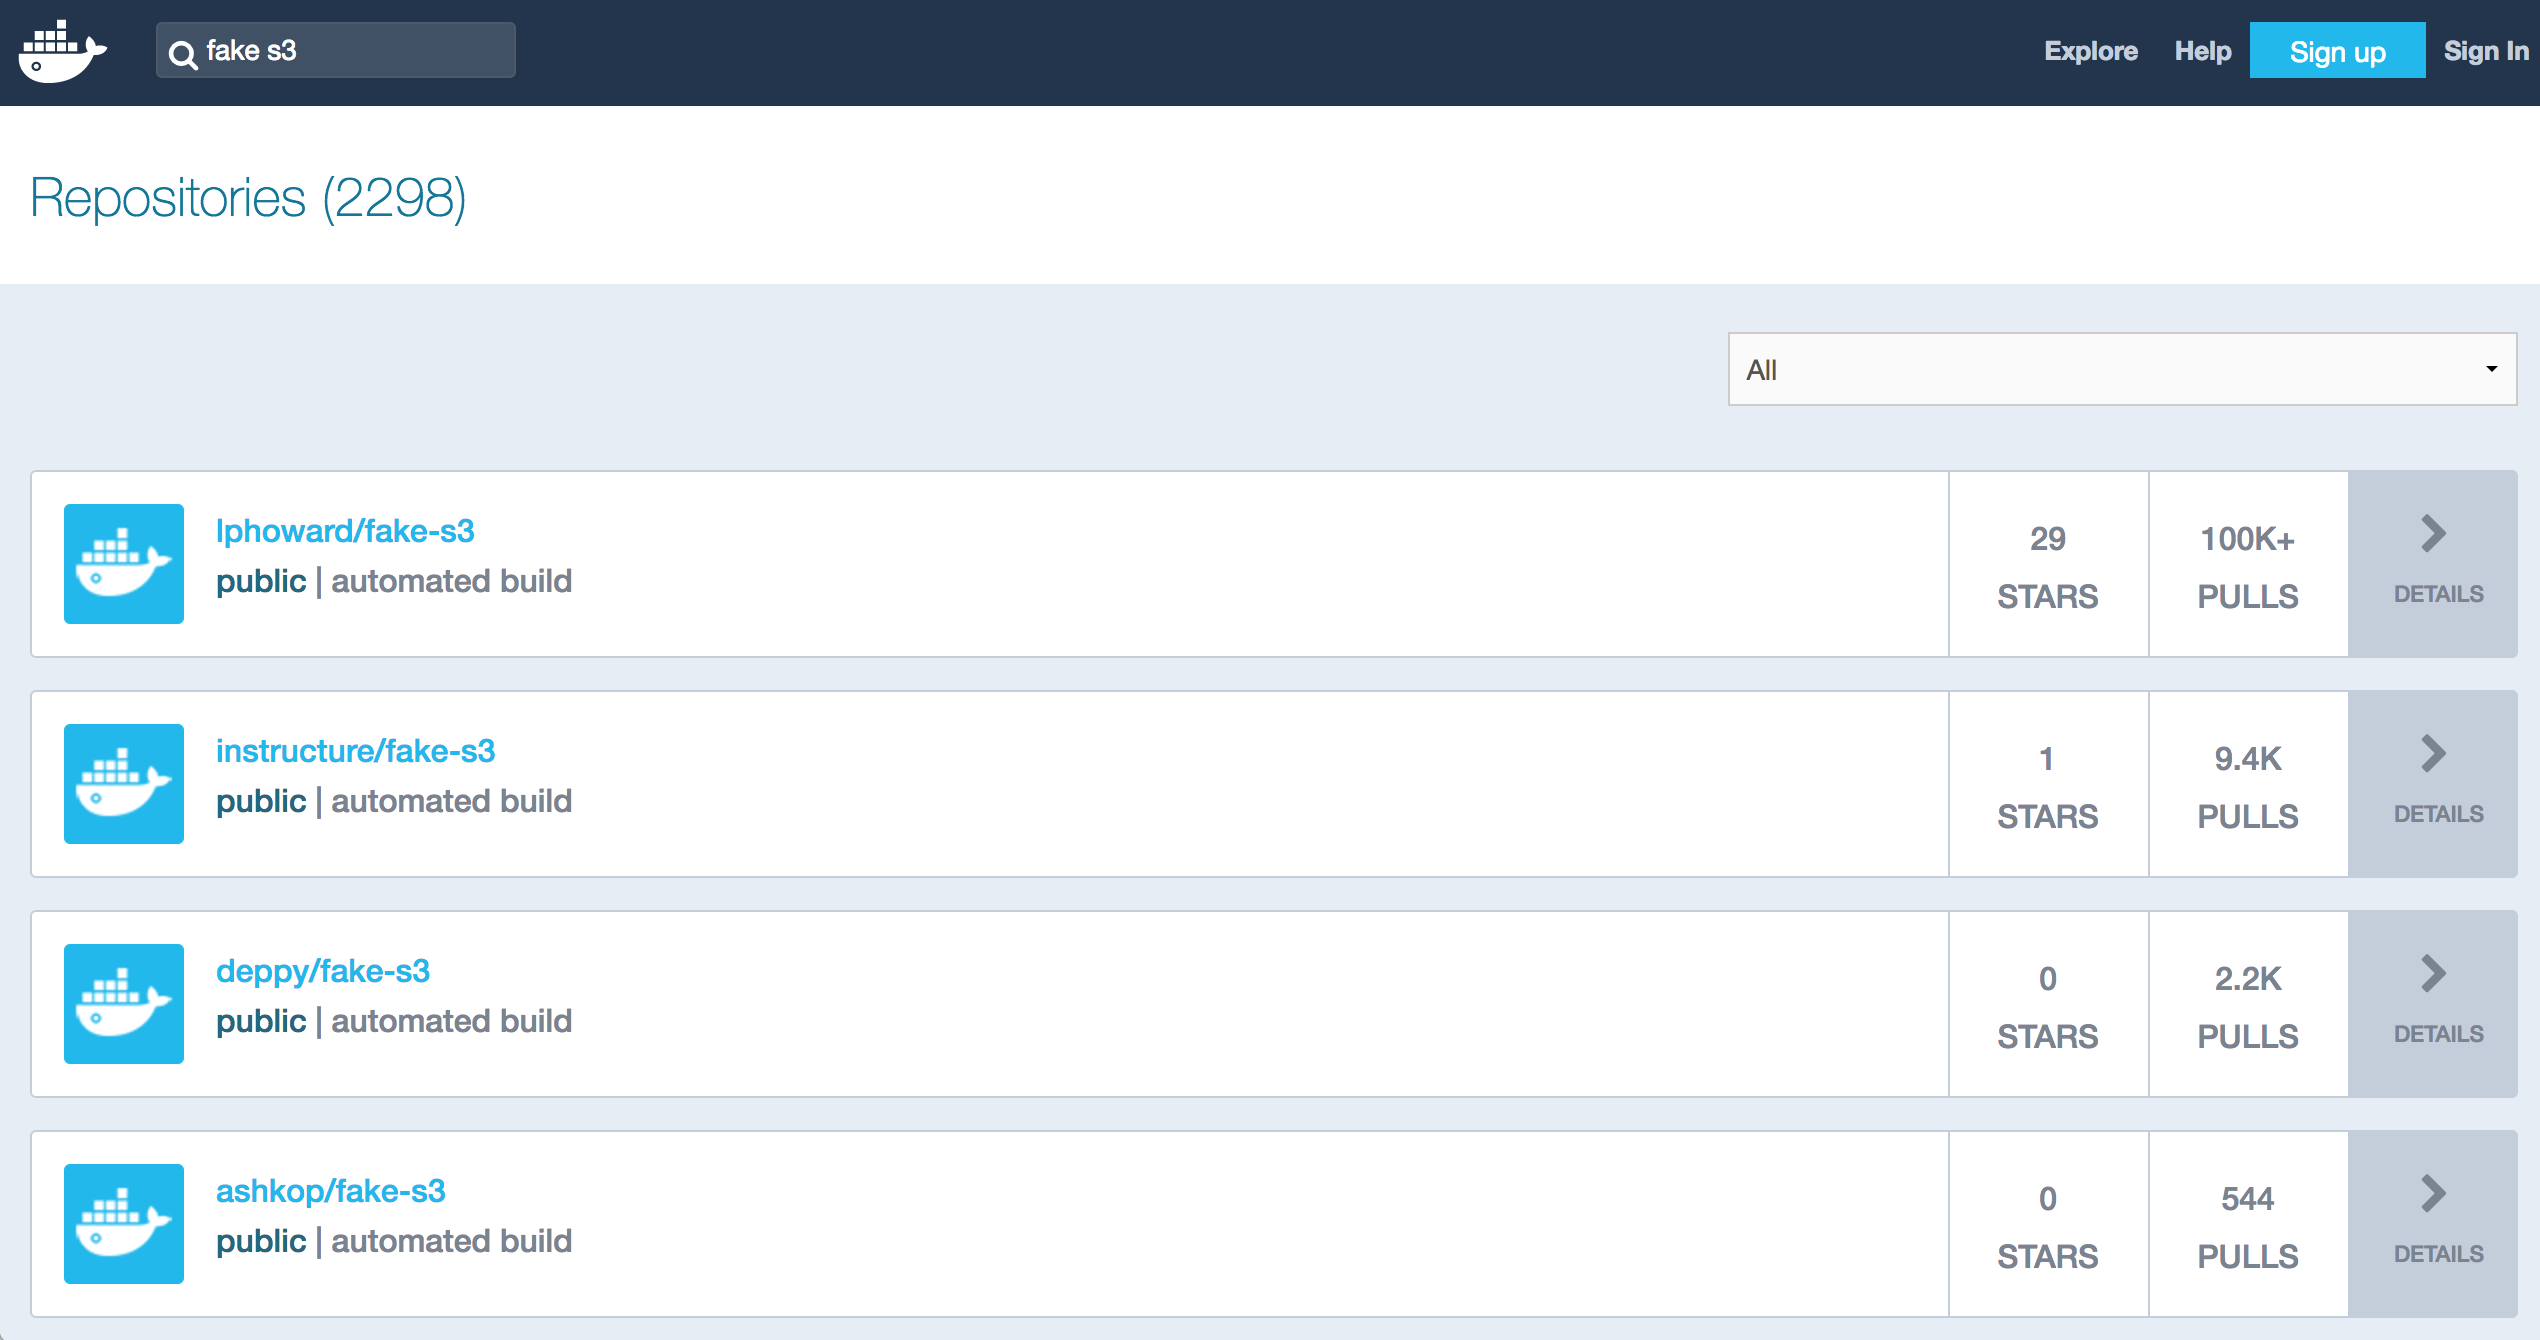 fake s3
Explore Help Sign up Sign In
Repositories (2298)
All
lphoward/fake-s3
public | automated build
29
STARS
100K+
PULLS
DETAILS
instructure/fake-s3
public | automated build
1
STARS
9.4K
PULLS
DETAILS
deppy/fake-s3
public | automated build
0
STARS
2.2K
PULLS
DETAILS
ashkop/fake-s3
public | automated build
0
STARS
544
PULLS
DETAILS